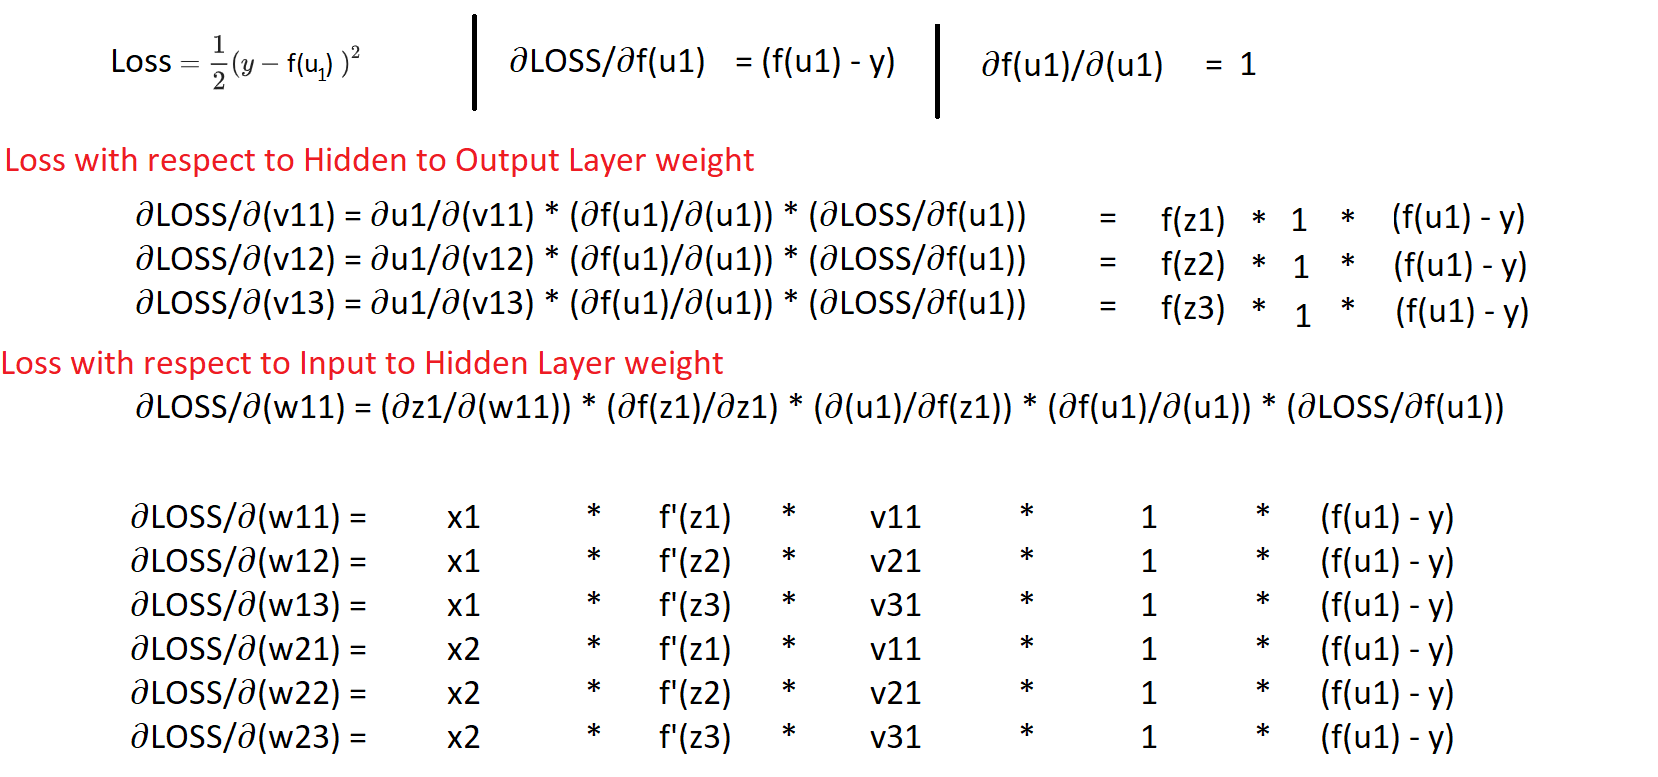 Loss = 1/2 (y − f(u₁) )² | ∂LOSS/∂f(u1) = (f(u1) - y) | ∂f(u1)/∂(u1) = 1
Loss with respect to Hidden to Output Layer weight
∂LOSS/∂(v11) = ∂u1/∂(v11) * (∂f(u1)/∂(u1)) * (∂LOSS/∂f(u1)) = f(z1) * 1 * (f(u1) - y)
∂LOSS/∂(v12) = ∂u1/∂(v12) * (∂f(u1)/∂(u1)) * (∂LOSS/∂f(u1)) = f(z2) * 1 * (f(u1) - y)
∂LOSS/∂(v13) = ∂u1/∂(v13) * (∂f(u1)/∂(u1)) * (∂LOSS/∂f(u1)) = f(z3) * 1 * (f(u1) - y)
Loss with respect to Input to Hidden Layer weight
∂LOSS/∂(w11) = (∂z1/∂(w11)) * (∂f(z1)/∂z1) * (∂(u1)/∂f(z1)) * (∂f(u1)/∂(u1)) * (∂LOSS/∂f(u1))
∂LOSS/∂(w11) = x1 * f'(z1) * v11 * 1 * (f(u1) - y)
∂LOSS/∂(w12) = x1 * f'(z2) * v21 * 1 * (f(u1) - y)
∂LOSS/∂(w13) = x1 * f'(z3) * v31 * 1 * (f(u1) - y)
∂LOSS/∂(w21) = x2 * f'(z1) * v11 * 1 * (f(u1) - y)
∂LOSS/∂(w22) = x2 * f'(z2) * v21 * 1 * (f(u1) - y)
∂LOSS/∂(w23) = x2 * f'(z3) * v31 * 1 * (f(u1) - y)